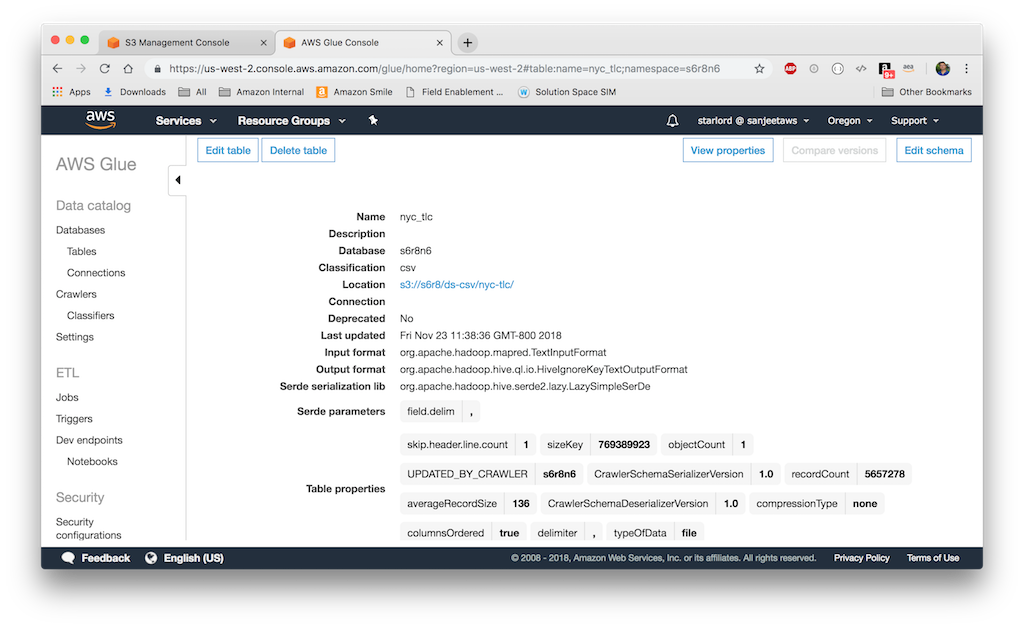 S3 Management Console
AWS Glue Console
https://us-west-2.console.aws.amazon.com/glue/home?region=us-west-2#table:name=nyc_tlc;namespace=s6r8n6
ABP
a
9+
aea
Apps
Downloads
All
Amazon Internal
a Amazon Smile
Field Enablement ...
W Solution Space SIM
Other Bookmarks
aws
Services
Resource Groups
starlord @ sanjeetaws
Oregon
Support
AWS Glue
Data catalog
Databases
Tables
Connections
Crawlers
Classifiers
Settings
ETL
Jobs
Triggers
Dev endpoints
Notebooks
Security
Security
configurations
Edit table
Delete table
View properties
Compare versions
Edit schema
Name nyc_tlc
Description
Database s6r8n6
Classification csv
Location s3://s6r8/ds-csv/nyc-tlc/
Connection
Deprecated No
Last updated Fri Nov 23 11:38:36 GMT-800 2018
Input format org.apache.hadoop.mapred.TextInputFormat
Output format org.apache.hadoop.hive.ql.io.HiveIgnoreKeyTextOutputFormat
Serde serialization lib org.apache.hadoop.hive.serde2.lazy.LazySimpleSerDe
Serde parameters field.delim ,
Table properties
skip.header.line.count 1 sizeKey 769389923 objectCount 1
UPDATED_BY_CRAWLER s6r8n6 CrawlerSchemaSerializerVersion 1.0 recordCount 5657278
averageRecordSize 136 CrawlerSchemaDeserializerVersion 1.0 compressionType none
columnsOrdered true delimiter , typeOfData file
Feedback
English (US)
© 2008 - 2018, Amazon Web Services, Inc. or its affiliates. All rights reserved.
Privacy Policy
Terms of Use